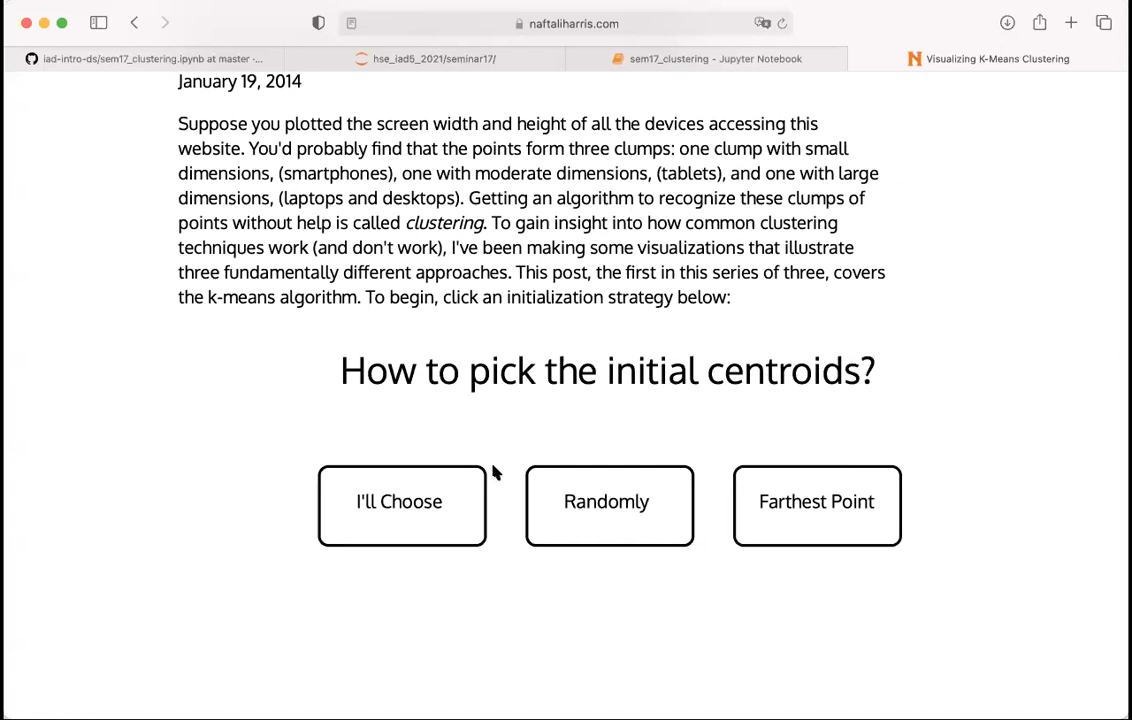 naftaliharris.com
iad-intro-ds/sem17_clustering.ipynb at master ·...
hse_iad5_2021/seminar17/
sem17_clustering - Jupyter Notebook
Visualizing K-Means Clustering
January 19, 2014
Suppose you plotted the screen width and height of all the devices accessing this
website. You'd probably find that the points form three clumps: one clump with small
dimensions, (smartphones), one with moderate dimensions, (tablets), and one with large
dimensions, (laptops and desktops). Getting an algorithm to recognize these clumps of
points without help is called clustering. To gain insight into how common clustering
techniques work (and don't work), I've been making some visualizations that illustrate
three fundamentally different approaches. This post, the first in this series of three, covers
the k-means algorithm. To begin, click an initialization strategy below:
How to pick the initial centroids?
I'll Choose
Randomly
Farthest Point